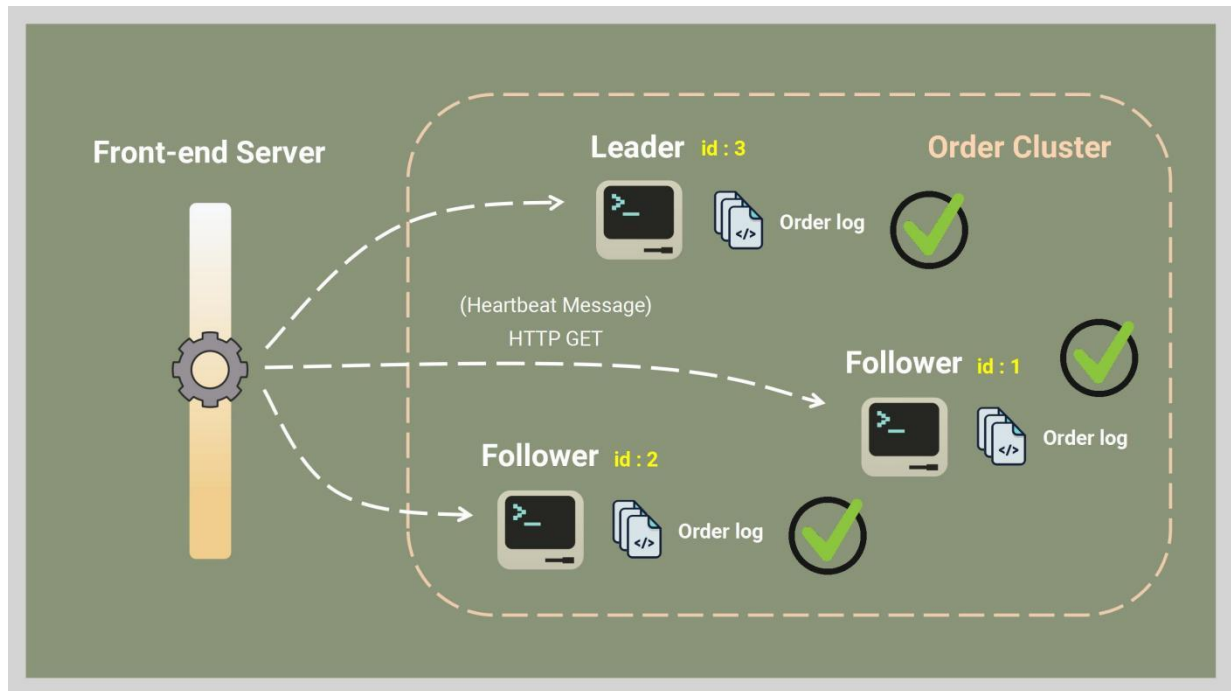 Front-end Server
Order Cluster
Leader id : 3
>_
</>
Order log
(Heartbeat Message)
HTTP GET
Follower id : 1
>_
</>
Order log
Follower id : 2
>_
</>
Order log